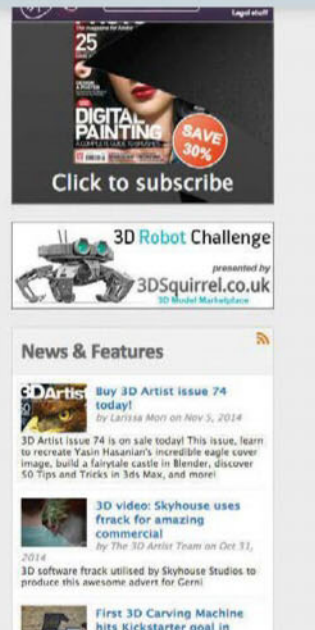 Legal stuff
PHOTO
25
6
DIGITAL
PAINTING
SAVE
30%
Click to subscribe
3D Robot Challenge
presented by
3DSquirrel.co.uk
3D Model Marketplace
News & Features
3DArtist
Buy 3D Artist issue 74
today!
by Larissa Mori on Nov 5, 2014
3D Artist issue 74 is on sale today! This issue, learn
to recreate Yasin Hasanian's incredible eagle cover
image, build a fairytale castle in Blender, discover
50 Tips and Tricks in 3ds Max, and more!
3D video: Skyhouse uses
ftrack for amazing
commercial
by The 3D Artist Team on Oct 31,
2014
3D software ftrack utilised by Skyhouse Studios to
produce this awesome advert for Gerni
First 3D Carving Machine
hits Kickstarter goal in